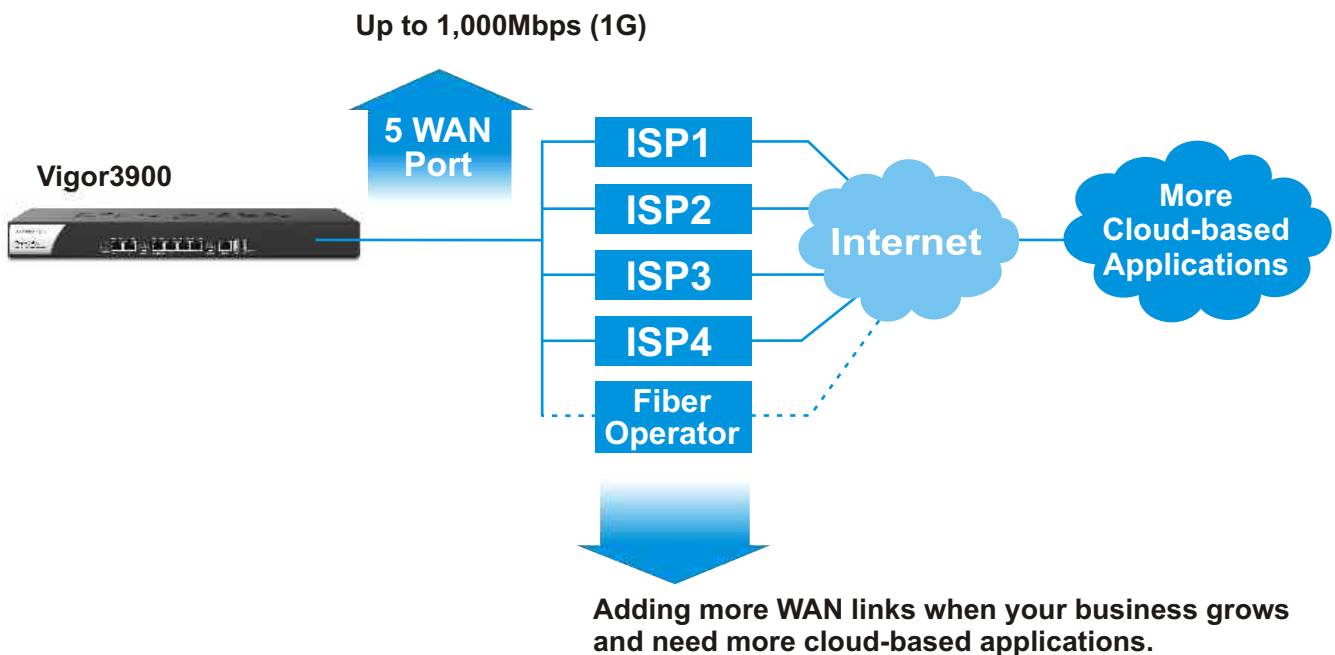 Up to 1,000Mbps (1G)
5 WAN
Port
Vigor3900
ISP1
ISP2
ISP3
ISP4
Fiber
Operator
Internet
More
Cloud-based
Applications
Adding more WAN links when your business grows
and need more cloud-based applications.